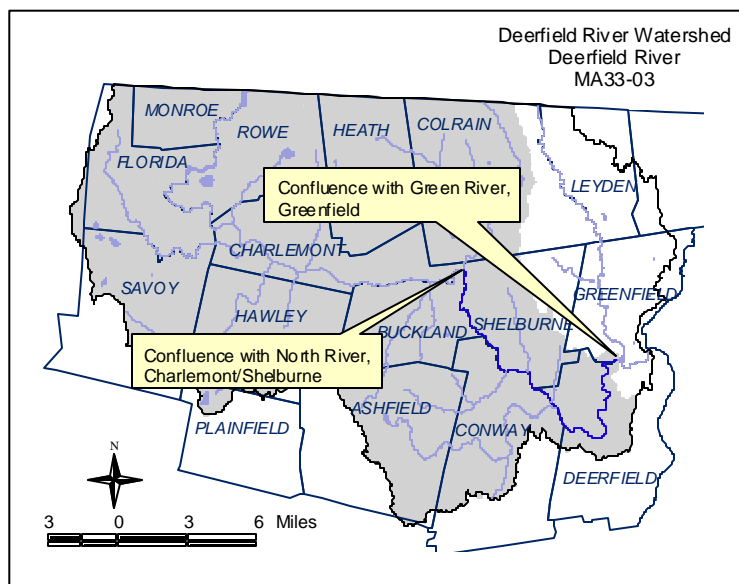 Deerfield River Watershed
Deerfield River
MA33-03
MONROE
ROWE
HEATH
COLRAIN
FLORIDA
LEYDEN
Confluence with Green River,
Greenfield
CHARLEMONT
SAVOY
HAWLEY
GREENFIELD
BUCKLAND
SHELBURNE
Confluence with North River,
Charlemont/Shelburne
ASHFIELD
PLAINFIELD
CONWAY
DEERFIELD
N
3 0 3 6 Miles